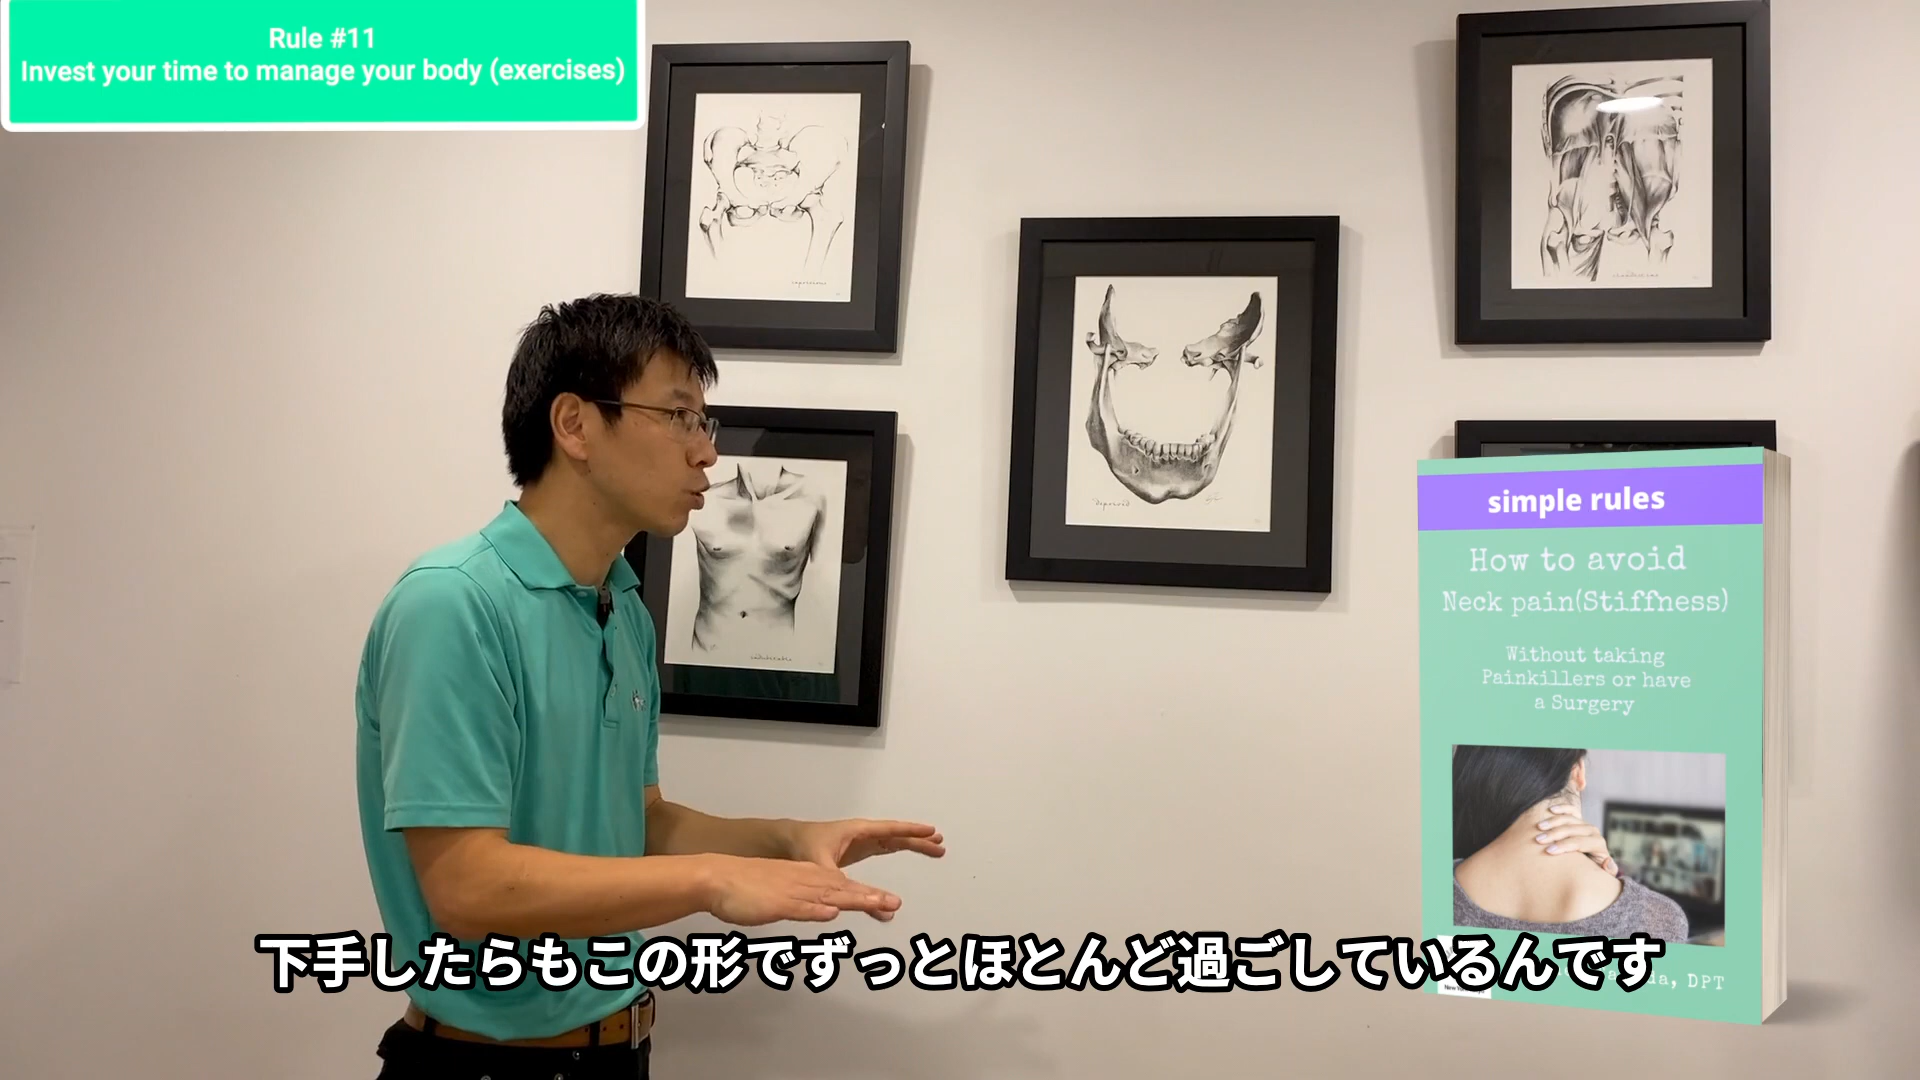 Rule #11
Invest your time to manage your body (exercises)
simple rules
How to avoid
Neck pain(Stiffness)
Without taking
Painkillers or have
a Surgery
DPT
下手したらもこの形でずっとほとんど過ごしているんです